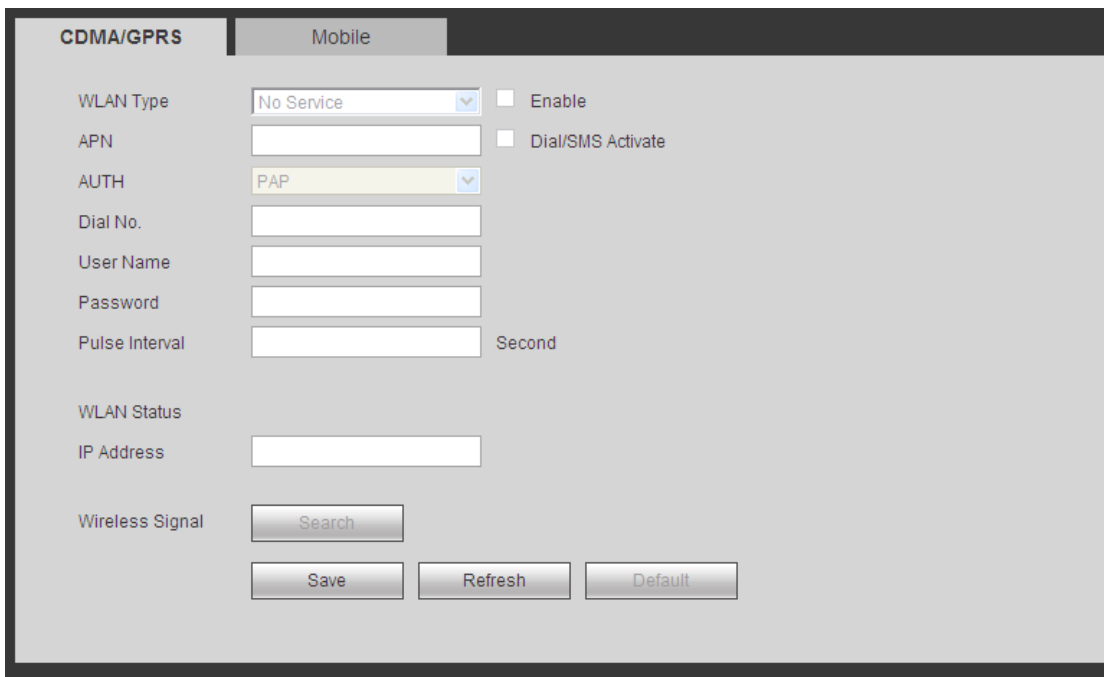 CDMA/GPRS Mobile
WLAN Type No Service Enable
APN Dial/SMS Activate
AUTH PAP
Dial No.
User Name
Password
Pulse Interval Second
WLAN Status
IP Address
Wireless Signal Search
Save Refresh Default